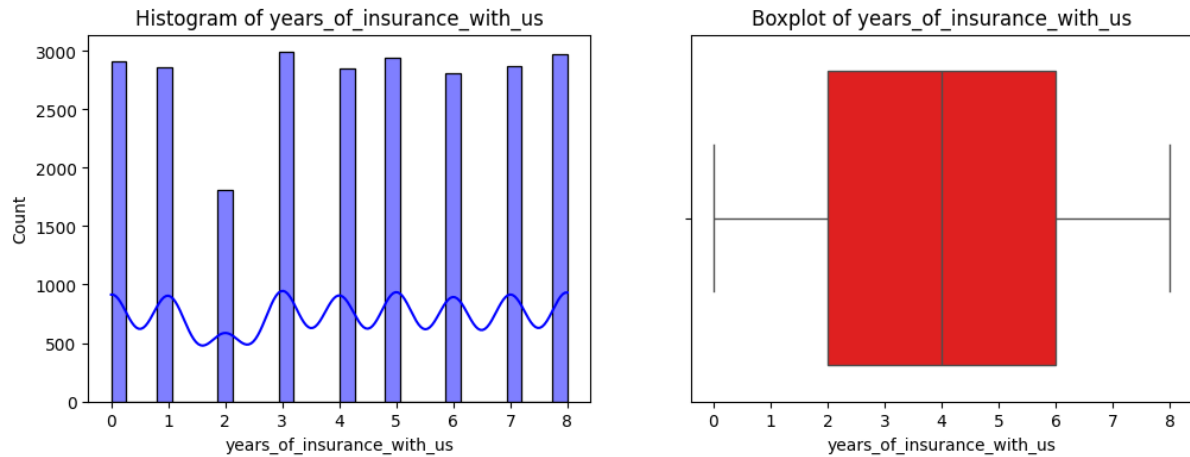 Histogram of years_of_insurance_with_us
3000
2500
2000
1500
1000
500
0
Count
0 1 2 3 4 5 6 7 8
years_of_insurance_with_us
Boxplot of years_of_insurance_with_us
0 1 2 3 4 5 6 7 8
years_of_insurance_with_us